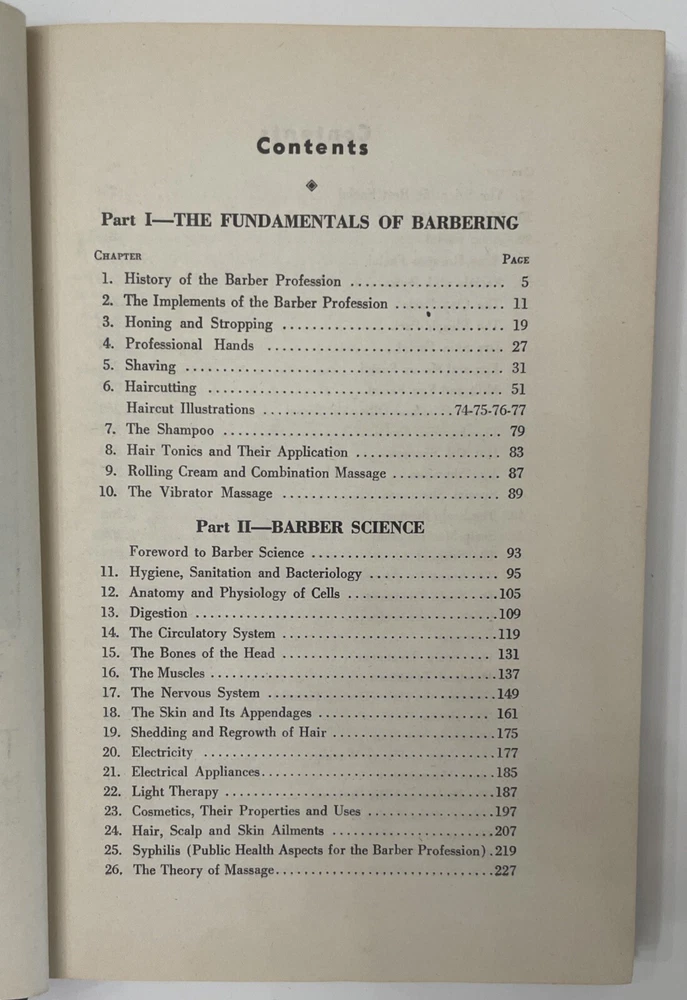 Contents
Part I—THE FUNDAMENTALS OF BARBERING
CHAPTER PAGE
1. History of the Barber Profession ....................... 5
2. The Implements of the Barber Profession ................ 11
3. Honing and Stropping ................................. 19
4. Professional Hands ................................... 27
5. Shaving ............................................... 31
6. Haircutting ............................................ 51
Haircut Illustrations ............................74-75-76-77
7. The Shampoo .......................................... 79
8. Hair Tonics and Their Application ..................... 83
9. Rolling Cream and Combination Massage ................ 87
10. The Vibrator Massage ................................ 89
Part II—BARBER SCIENCE
Foreword to Barber Science ............................ 93
11. Hygiene, Sanitation and Bacteriology ................... 95
12. Anatomy and Physiology of Cells ......................105
13. Digestion .............................................109
14. The Circulatory System ................................119
15. The Bones of the Head ............................... 131
16. The Muscles ...........................................137
17. The Nervous System ..................................149
18. The Skin and Its Appendages ......................... 161
19. Shedding and Regrowth of Hair ........................175
20. Electricity ...........................................177
21. Electrical Appliances...................................185
22. Light Therapy ........................................187
23. Cosmetics, Their Properties and Uses ...................197
24. Hair, Scalp and Skin Ailments ........................207
25. Syphilis (Public Health Aspects for the Barber Profession) .219
26. The Theory of Massage................................227